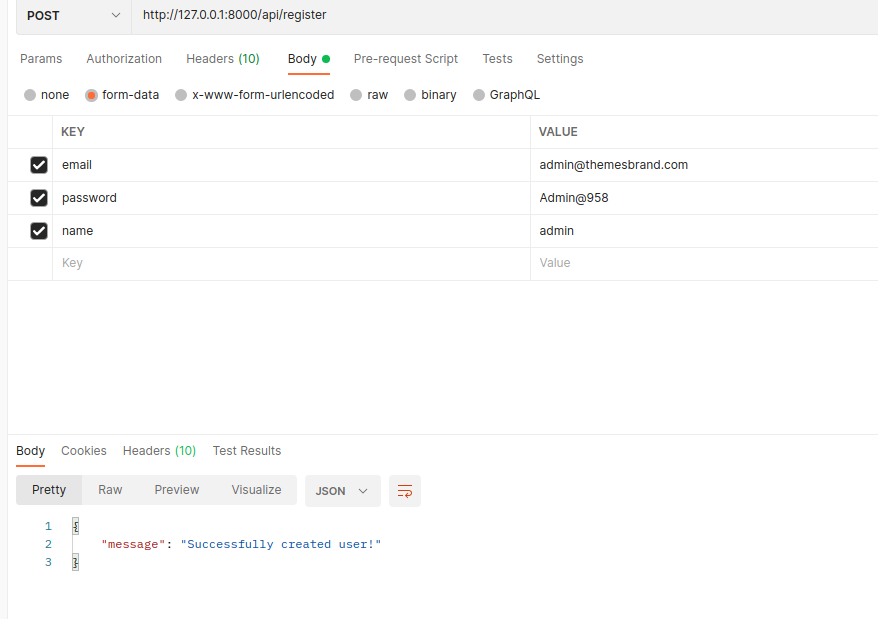 POST http://127.0.0.1:8000/api/register
Params Authorization Headers (10) Body Pre-request Script Tests Settings
none form-data x-www-form-urlencoded raw binary GraphQL
KEY VALUE
email admin@themesbrand.com
password Admin@958
name admin
Key Value
Body Cookies Headers (10) Test Results
Pretty Raw Preview Visualize JSON
1 {
2 "message": "Successfully created user!"
3 }